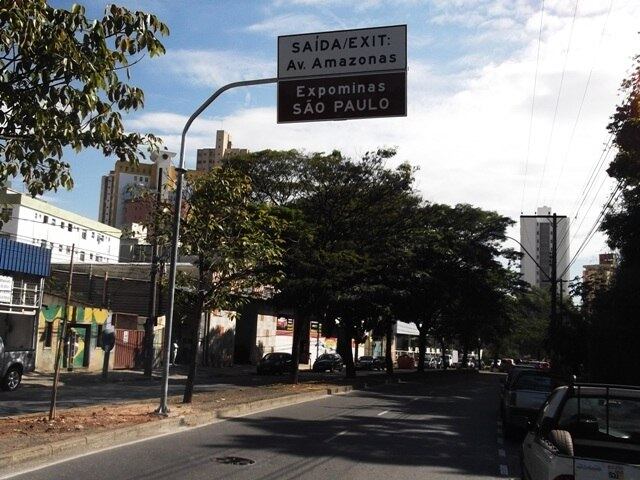 SAÍDA/EXIT:
Av. Amazonas
Expominas
SÃO PAULO